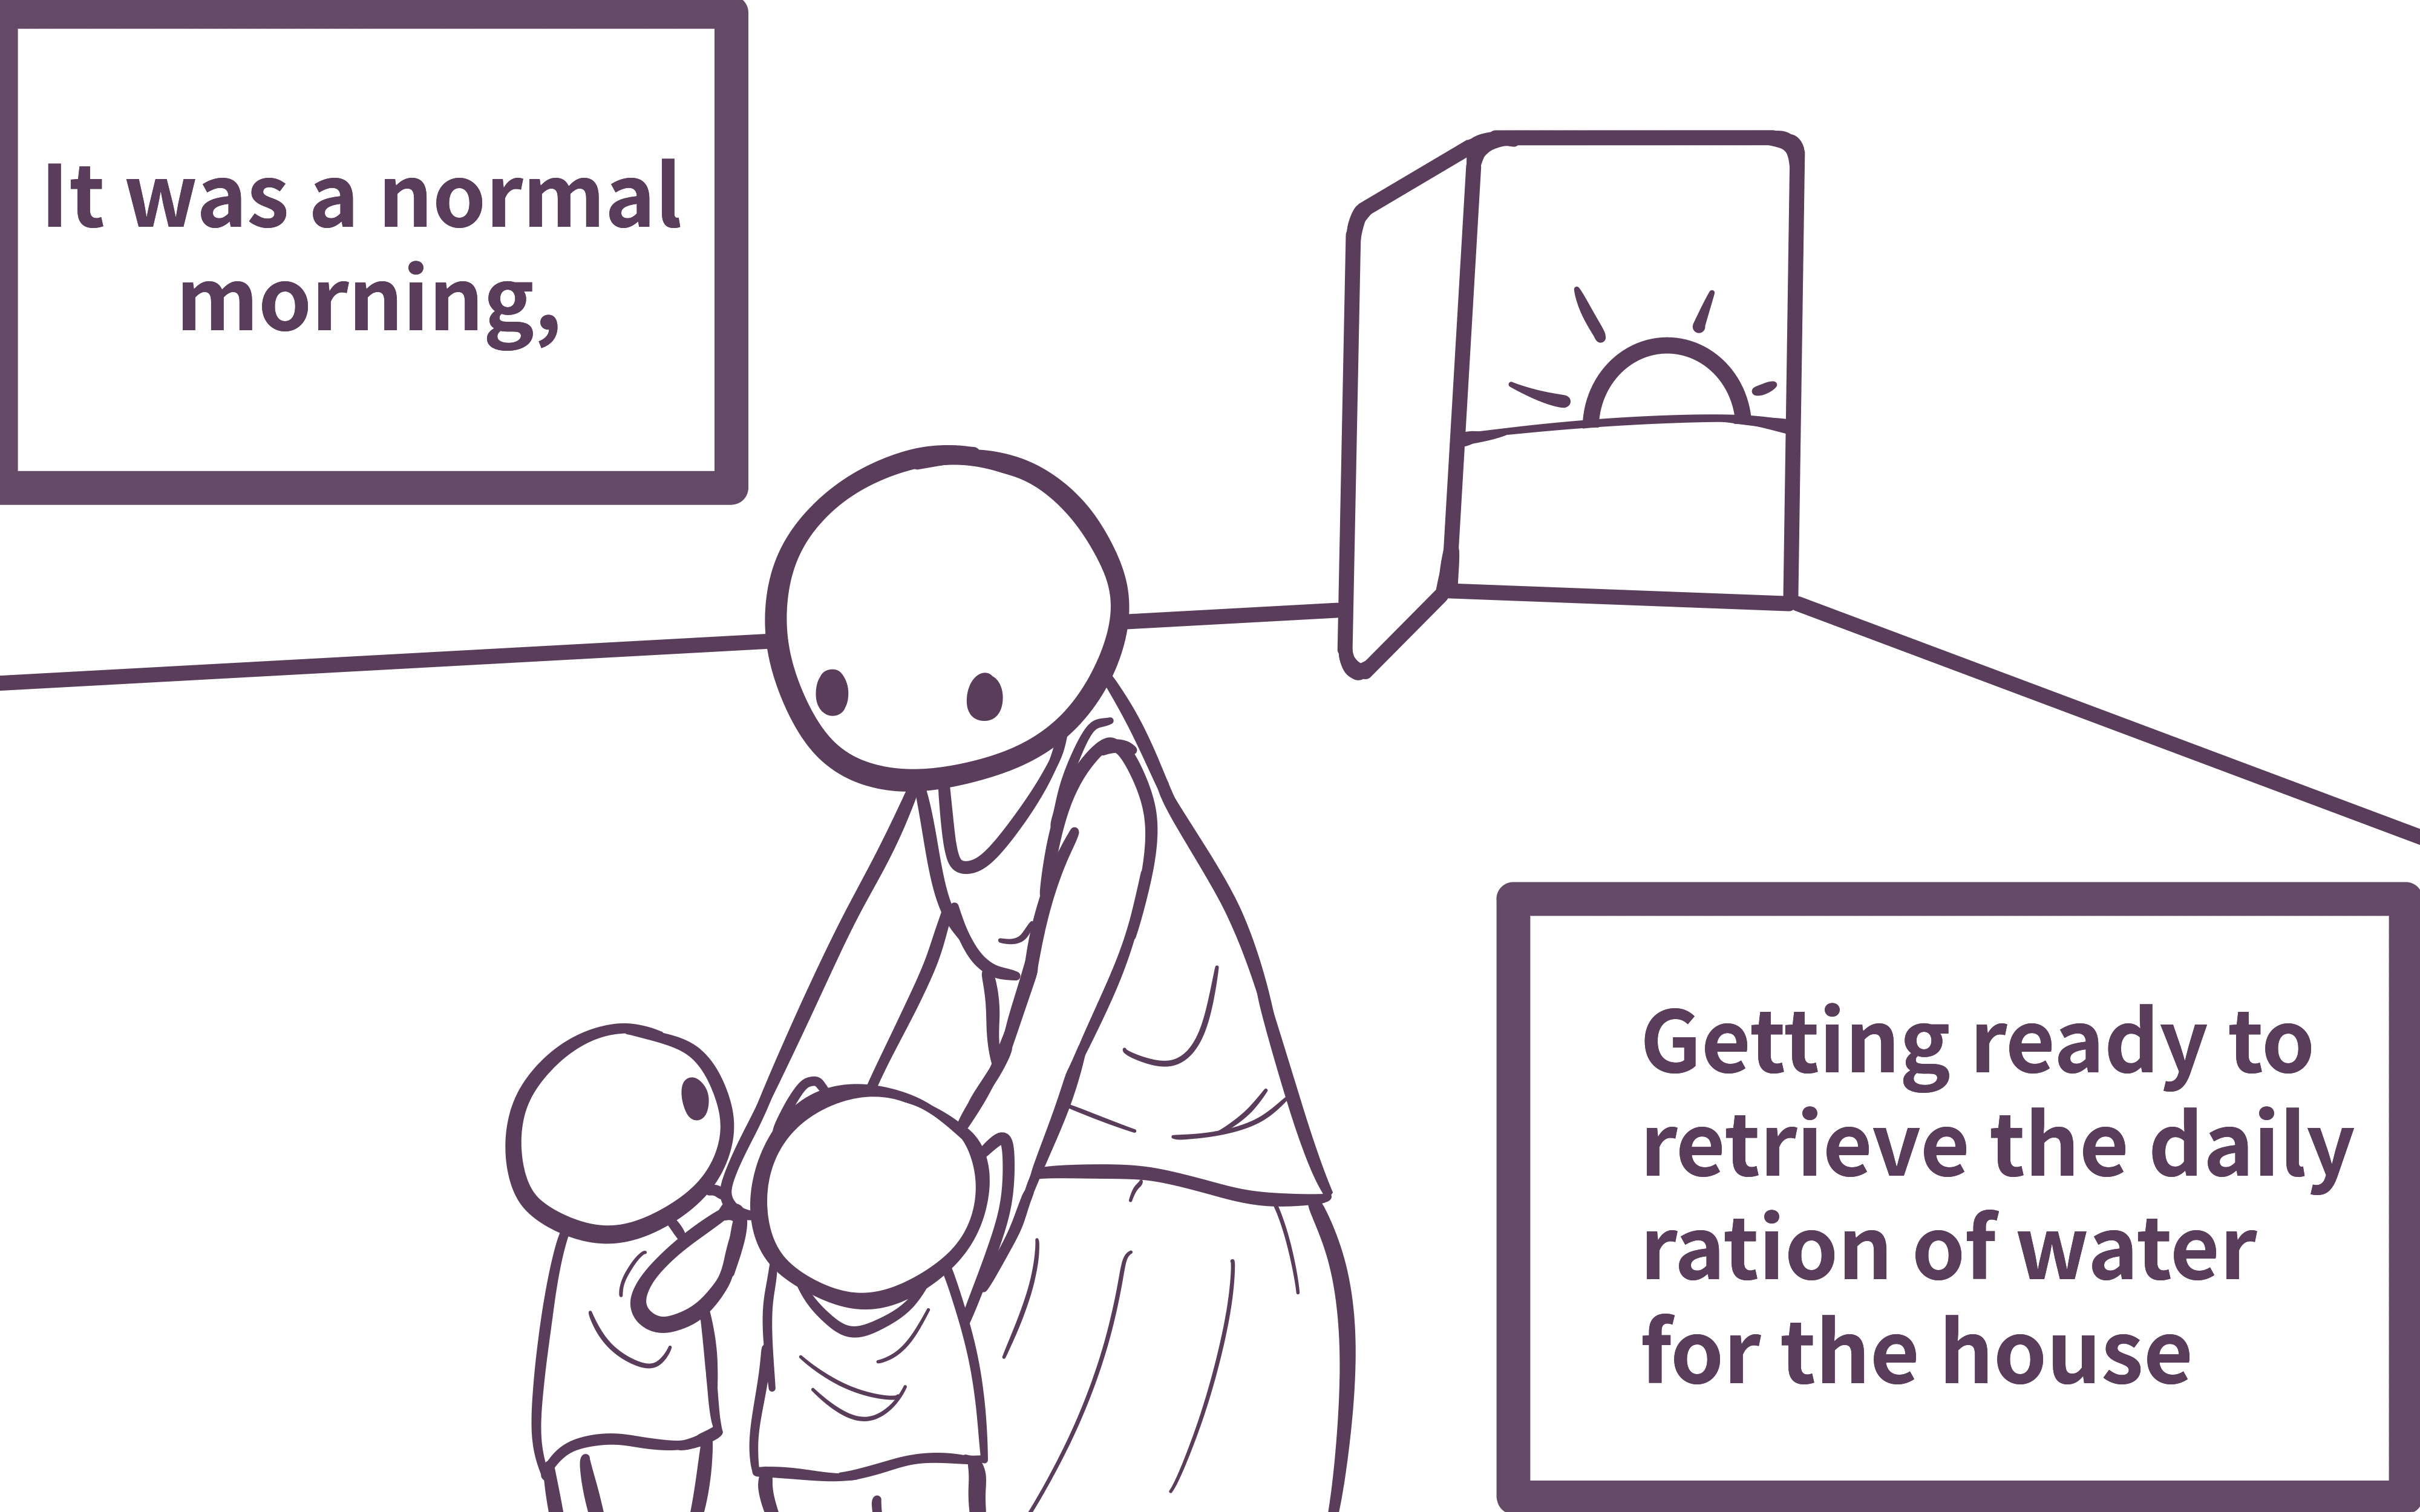 It was a normal
morning,
Getting ready to
retrieve the daily
ration of water
for the house